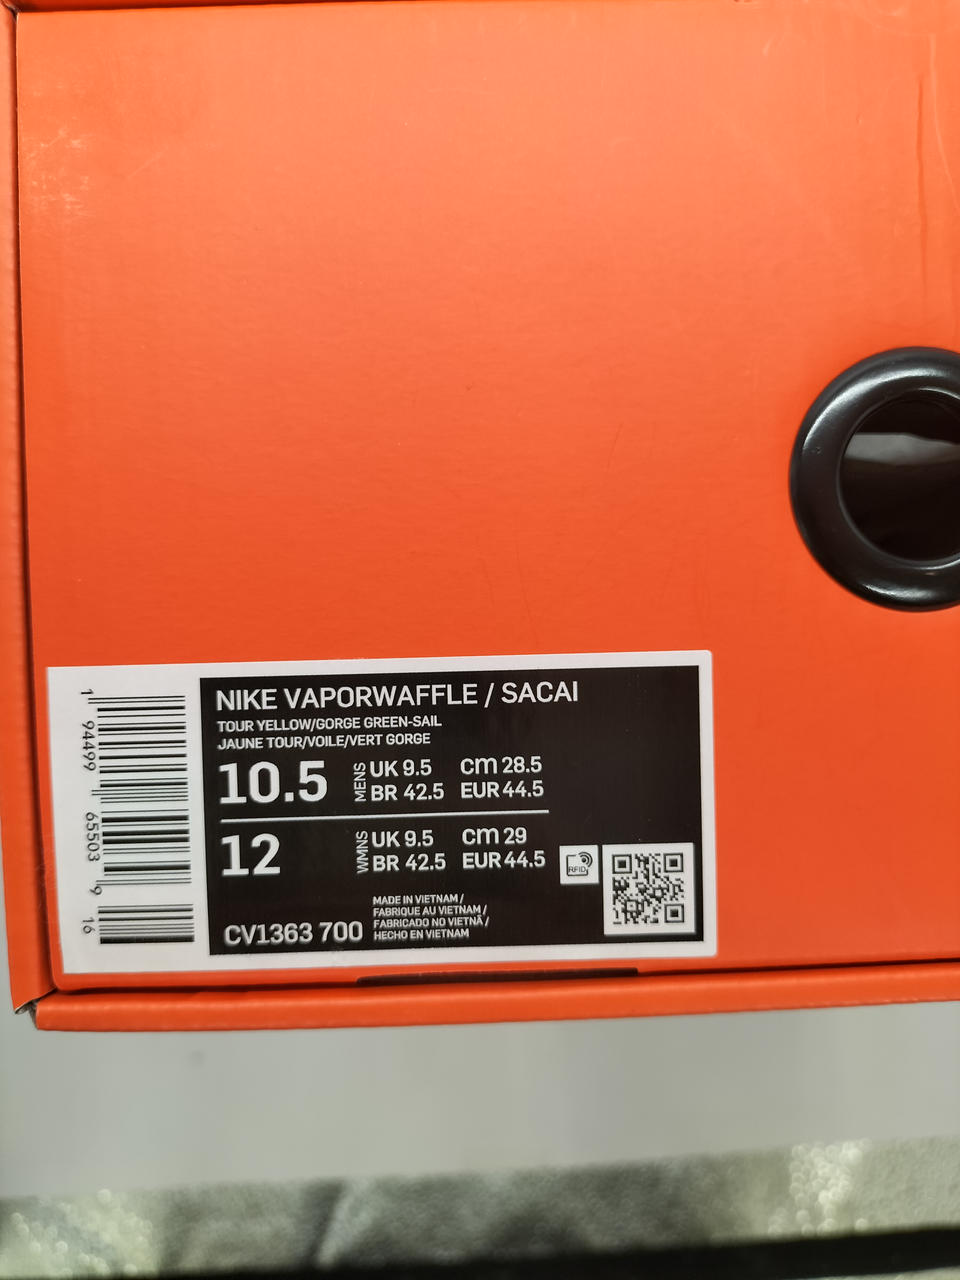 NIKE VAPORWAFFLE / SACAI
TOUR YELLOW/GORGE GREEN-SAIL
JAUNE TOUR/VOILE/VERT GORGE
10.5 MENS UK 9.5 cm 28.5
BR 42.5 EUR 44.5
12 WMNS UK 9.5 cm 29
BR 42.5 EUR 44.5
RFID
CV1363 700
MADE IN VIETNAM /
FABRIQUE AU VIETNAM /
FABRICADO NO VIETNÃ /
HECHO EN VIETNAM
1 94499 65503 9 16